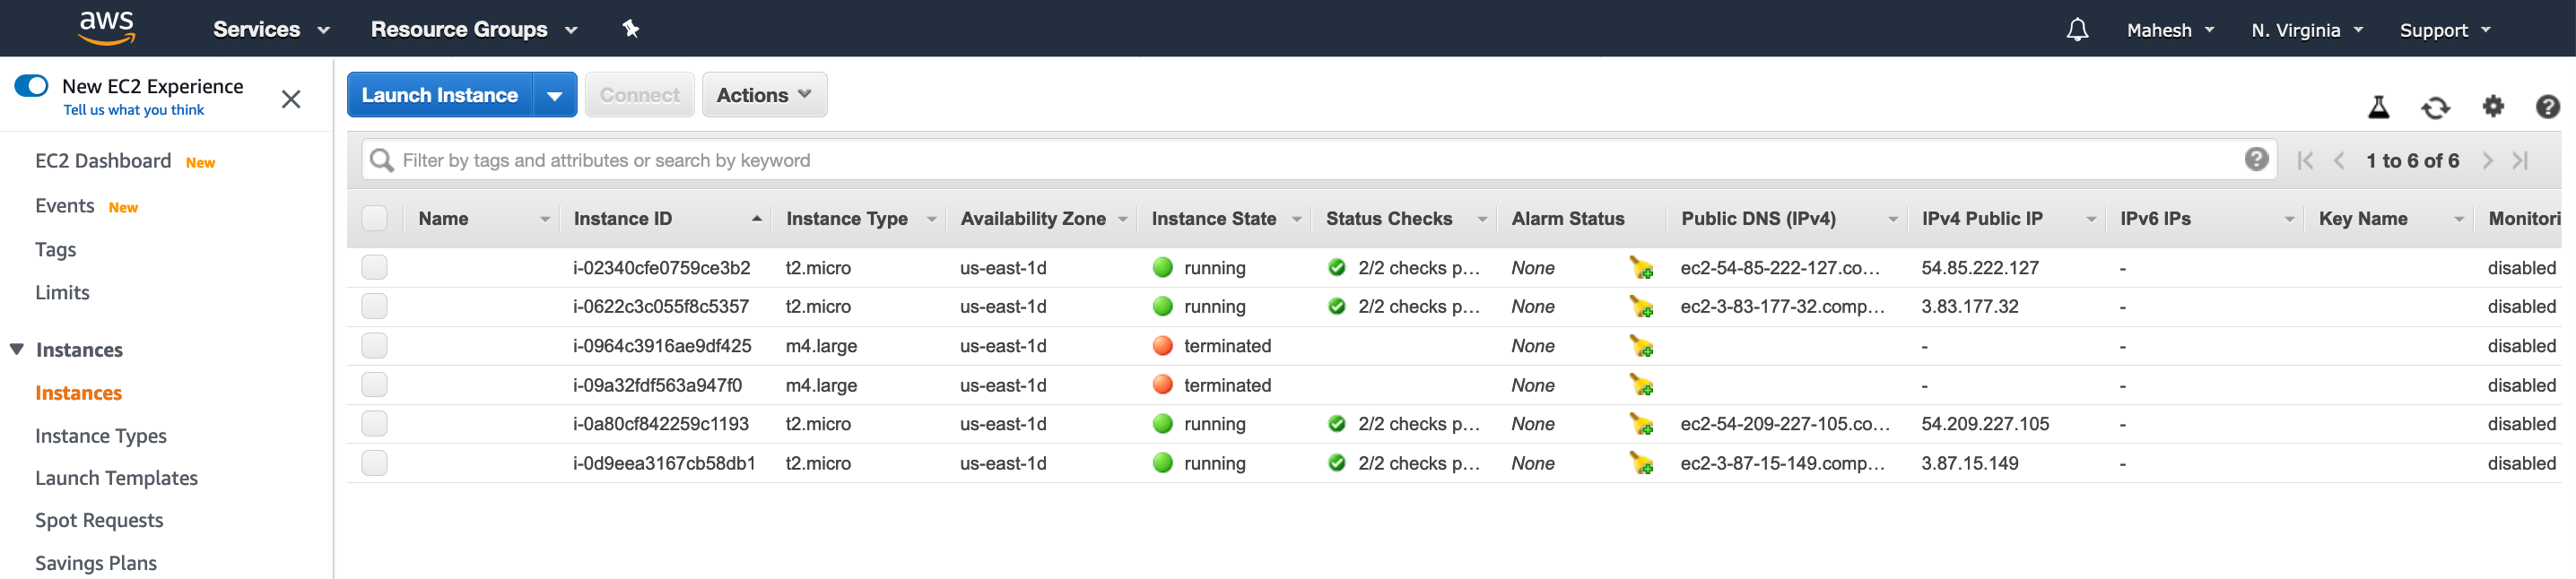 aws Services Resource Groups Mahesh N. Virginia Support
New EC2 Experience
Tell us what you think
Launch Instance Connect Actions
Filter by tags and attributes or search by keyword 1 to 6 of 6
EC2 Dashboard New
Events New
Tags
Limits
Instances
Instances
Instance Types
Launch Templates
Spot Requests
Savings Plans
Name Instance ID Instance Type Availability Zone Instance State Status Checks Alarm Status Public DNS (IPv4) IPv4 Public IP IPv6 IPs Key Name Monitori
i-02340cfe0759ce3b2 t2.micro us-east-1d running 2/2 checks p... None ec2-54-85-222-127.co... 54.85.222.127 - disabled
i-0622c3c055f8c5357 t2.micro us-east-1d running 2/2 checks p... None ec2-3-83-177-32.comp... 3.83.177.32 - disabled
i-0964c3916ae9df425 m4.large us-east-1d terminated None - - disabled
i-09a32fdf563a947f0 m4.large us-east-1d terminated None - - disabled
i-0a80cf842259c1193 t2.micro us-east-1d running 2/2 checks p... None ec2-54-209-227-105.co... 54.209.227.105 - disabled
i-0d9eea3167cb58db1 t2.micro us-east-1d running 2/2 checks p... None ec2-3-87-15-149.comp... 3.87.15.149 - disabled